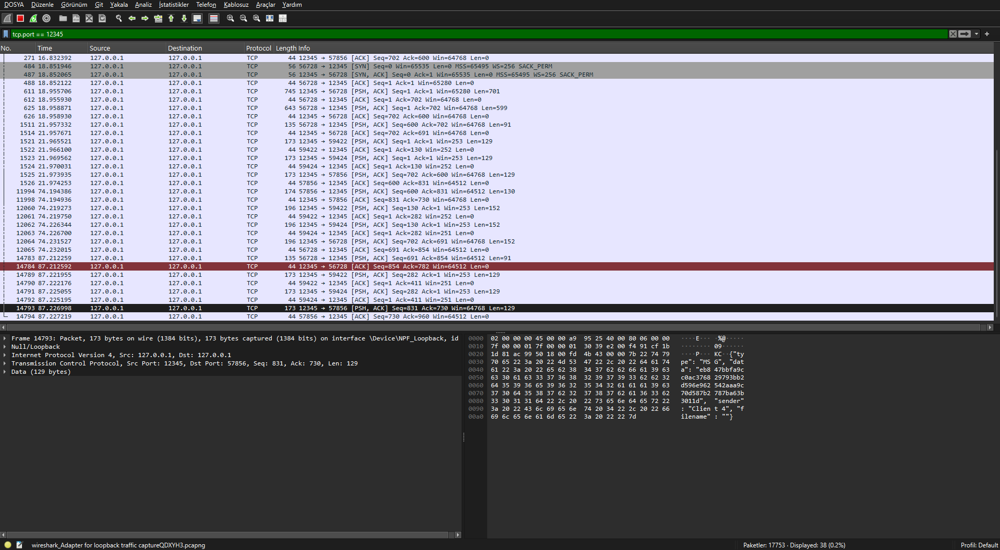 DOSYA Düzenle Görünüm Git Yakala Analiz İstatistikler Telefon Kablosuz Araçlar Yardım
tcp.port == 12345
No. Time Source Destination Protocol Length Info
271 16.832392 127.0.0.1 127.0.0.1 TCP 44 12345 → 57856 [ACK] Seq=702 Ack=600 Win=64768 Len=0
484 18.851946 127.0.0.1 127.0.0.1 TCP 56 56728 → 12345 [SYN] Seq=0 Win=65535 Len=0 MSS=65495 WS=256 SACK_PERM
487 18.852065 127.0.0.1 127.0.0.1 TCP 56 12345 → 56728 [SYN, ACK] Seq=0 Ack=1 Win=65535 Len=0 MSS=65495 WS=256 SACK_PERM
488 18.852122 127.0.0.1 127.0.0.1 TCP 44 56728 → 12345 [ACK] Seq=1 Ack=1 Win=65280 Len=0
611 18.955706 127.0.0.1 127.0.0.1 TCP 745 12345 → 56728 [PSH, ACK] Seq=1 Ack=1 Win=65280 Len=701
612 18.955930 127.0.0.1 127.0.0.1 TCP 44 56728 → 12345 [ACK] Seq=1 Ack=702 Win=64768 Len=0
625 18.958871 127.0.0.1 127.0.0.1 TCP 643 56728 → 12345 [PSH, ACK] Seq=1 Ack=702 Win=64768 Len=599
626 18.958930 127.0.0.1 127.0.0.1 TCP 44 12345 → 56728 [ACK] Seq=702 Ack=600 Win=64768 Len=0
1511 21.957332 127.0.0.1 127.0.0.1 TCP 135 56728 → 12345 [PSH, ACK] Seq=600 Ack=702 Win=64768 Len=91
1514 21.957671 127.0.0.1 127.0.0.1 TCP 44 12345 → 56728 [ACK] Seq=702 Ack=691 Win=64768 Len=0
1521 21.965521 127.0.0.1 127.0.0.1 TCP 173 12345 → 59422 [PSH, ACK] Seq=1 Ack=1 Win=253 Len=129
1522 21.966100 127.0.0.1 127.0.0.1 TCP 44 59422 → 12345 [ACK] Seq=1 Ack=130 Win=252 Len=0
1523 21.969562 127.0.0.1 127.0.0.1 TCP 173 12345 → 59424 [PSH, ACK] Seq=1 Ack=1 Win=253 Len=129
1524 21.970031 127.0.0.1 127.0.0.1 TCP 44 59424 → 12345 [ACK] Seq=1 Ack=130 Win=252 Len=0
1525 21.973935 127.0.0.1 127.0.0.1 TCP 173 12345 → 57856 [PSH, ACK] Seq=702 Ack=600 Win=64768 Len=129
1526 21.974253 127.0.0.1 127.0.0.1 TCP 44 57856 → 12345 [ACK] Seq=600 Ack=831 Win=64512 Len=0
11994 74.194386 127.0.0.1 127.0.0.1 TCP 174 57856 → 12345 [PSH, ACK] Seq=600 Ack=831 Win=64512 Len=130
11998 74.194936 127.0.0.1 127.0.0.1 TCP 44 12345 → 57856 [ACK] Seq=831 Ack=730 Win=64768 Len=0
12060 74.219273 127.0.0.1 127.0.0.1 TCP 196 12345 → 59422 [PSH, ACK] Seq=130 Ack=1 Win=253 Len=152
12061 74.219750 127.0.0.1 127.0.0.1 TCP 44 59422 → 12345 [ACK] Seq=1 Ack=282 Win=252 Len=0
12062 74.226344 127.0.0.1 127.0.0.1 TCP 196 12345 → 59424 [PSH, ACK] Seq=130 Ack=1 Win=253 Len=152
12063 74.226700 127.0.0.1 127.0.0.1 TCP 44 59424 → 12345 [ACK] Seq=1 Ack=282 Win=251 Len=0
12064 74.231527 127.0.0.1 127.0.0.1 TCP 196 12345 → 56728 [PSH, ACK] Seq=702 Ack=691 Win=64768 Len=152
12065 74.232015 127.0.0.1 127.0.0.1 TCP 44 56728 → 12345 [ACK] Seq=691 Ack=854 Win=64512 Len=0
14783 87.212259 127.0.0.1 127.0.0.1 TCP 135 56728 → 12345 [PSH, ACK] Seq=691 Ack=854 Win=64512 Len=91
14784 87.212592 127.0.0.1 127.0.0.1 TCP 44 12345 → 56728 [ACK] Seq=854 Ack=782 Win=64512 Len=0
14789 87.221955 127.0.0.1 127.0.0.1 TCP 173 12345 → 59422 [PSH, ACK] Seq=282 Ack=1 Win=253 Len=129
14790 87.222176 127.0.0.1 127.0.0.1 TCP 44 59422 → 12345 [ACK] Seq=1 Ack=411 Win=251 Len=0
14791 87.225055 127.0.0.1 127.0.0.1 TCP 173 12345 → 59424 [PSH, ACK] Seq=282 Ack=1 Win=253 Len=129
14792 87.225195 127.0.0.1 127.0.0.1 TCP 44 59424 → 12345 [ACK] Seq=1 Ack=411 Win=251 Len=0
14793 87.226998 127.0.0.1 127.0.0.1 TCP 173 12345 → 57856 [PSH, ACK] Seq=831 Ack=730 Win=64768 Len=129
14794 87.227219 127.0.0.1 127.0.0.1 TCP 44 57856 → 12345 [ACK] Seq=730 Ack=960 Win=64512 Len=0
Frame 14793: Packet, 173 bytes on wire (1384 bits), 173 bytes captured (1384 bits) on interface \Device\NPF_Loopback, id
Null/Loopback
Internet Protocol Version 4, Src: 127.0.0.1, Dst: 127.0.0.1
Transmission Control Protocol, Src Port: 12345, Dst Port: 57856, Seq: 831, Ack: 730, Len: 129
Data (129 bytes)
0000 02 00 00 00 45 00 00 a9 95 25 40 00 80 06 00 00 ····E··· ·%@·····
0010 7f 00 00 01 7f 00 00 01 30 39 e2 00 f4 91 cf 1b ········ 09······
0020 1d 81 ac 99 50 18 00 fd 4b 43 00 00 7b 22 74 79 ····P··· KC··{"ty
0030 70 65 22 3a 20 22 4d 53 47 22 2c 20 22 64 61 74 pe": "MS G", "dat
0040 61 22 3a 20 22 65 62 38 34 37 62 62 66 61 39 63 a": "eb8 47bbfa9c
0050 63 30 61 63 33 37 36 38 32 39 37 39 33 62 62 32 c0ac3768 29793bb2
0060 64 35 39 36 65 39 36 32 35 34 32 61 61 61 39 63 d596e962 542aaa9c
0070 37 30 64 35 38 37 62 32 37 38 37 62 61 36 33 62 70d587b2 787ba63b
0080 33 30 31 31 64 22 2c 20 22 73 65 6e 64 65 72 22 3011d", "sender"
0090 3a 20 22 43 6c 69 65 6e 74 20 34 22 2c 20 22 66 : "Clien t 4", "f
00a0 69 6c 65 6e 61 6d 65 22 3a 20 22 22 7d ilename" : ""}
wireshark_Adapter for loopback traffic captureQDXYH3.pcapng Paketler: 17753 · Displayed: 38 (0.2%) Profil: Default